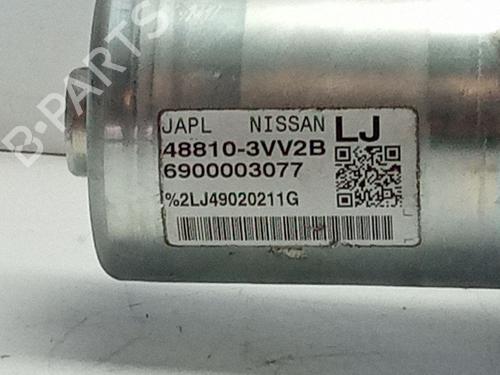 B-PARTS
JAPL NISSAN LJ
48810-3VV2B
6900003077
%2LJ49020211G